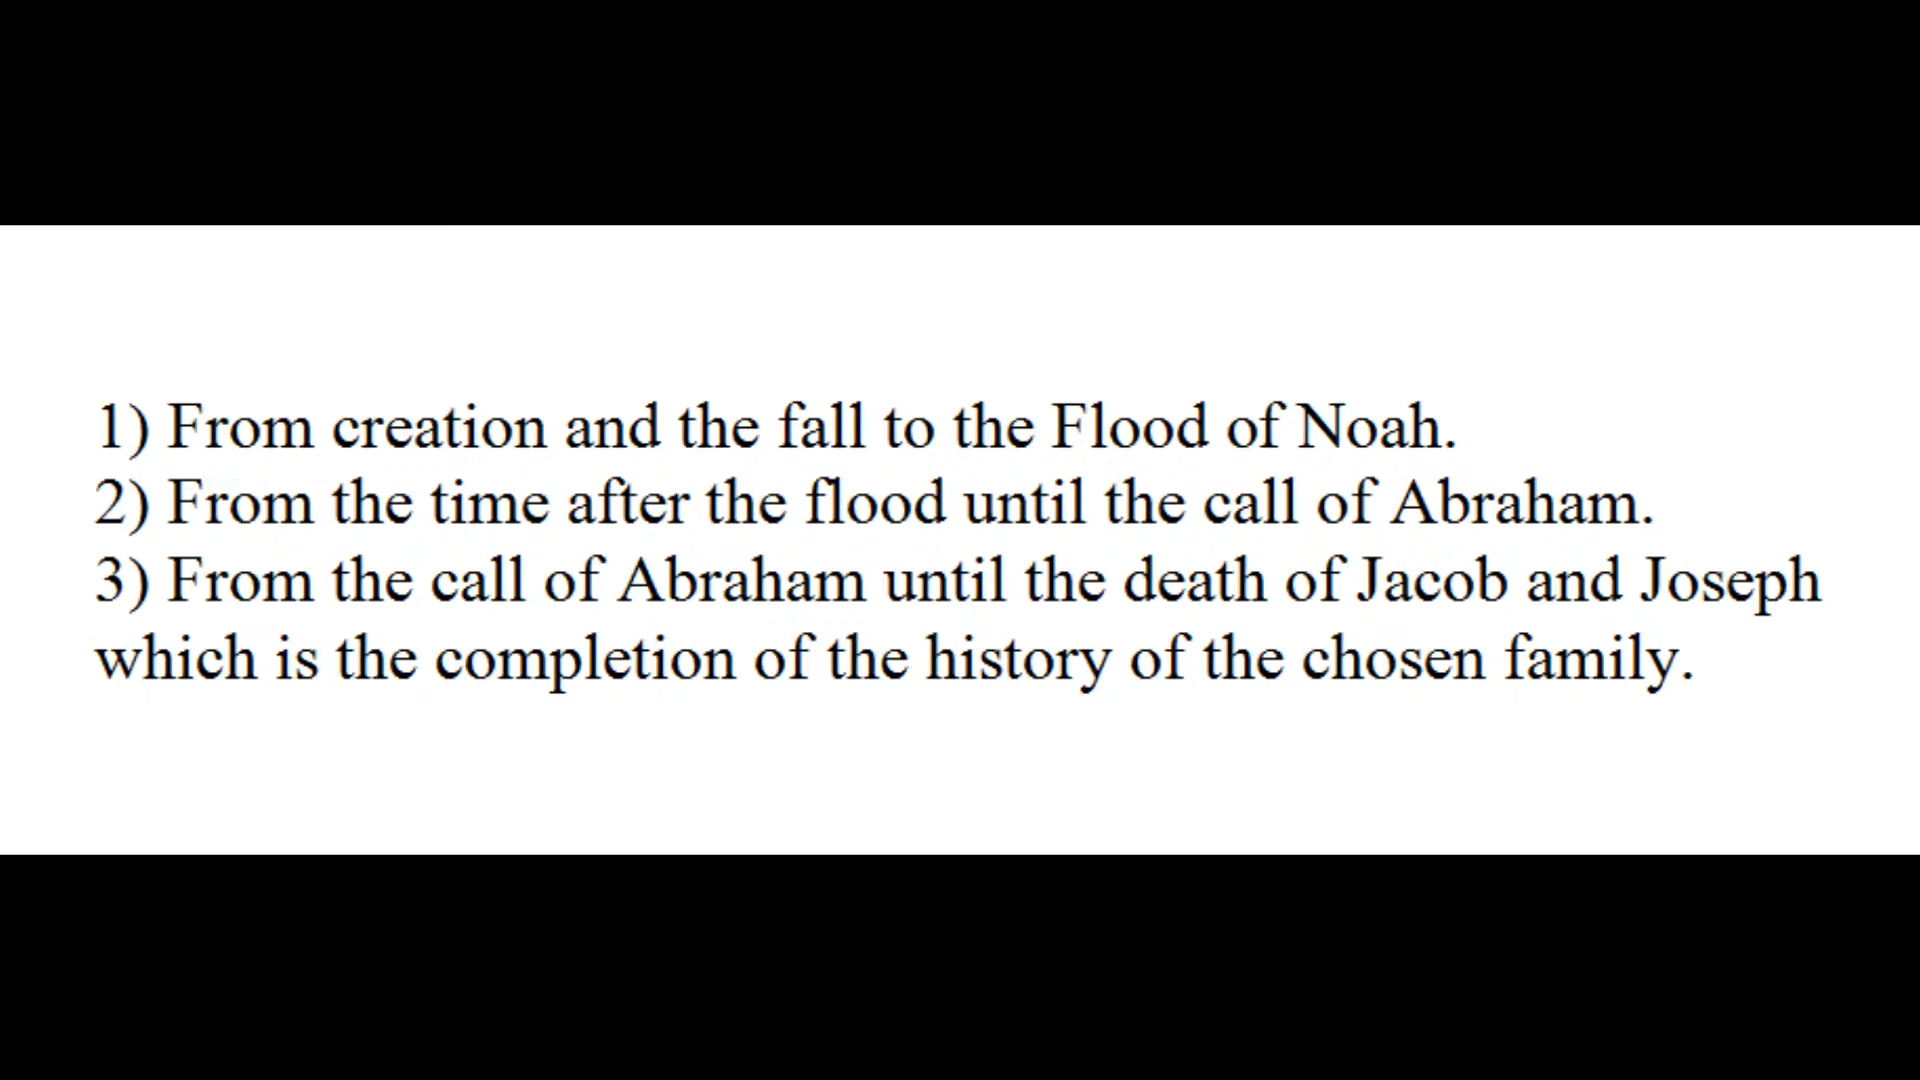 1) From creation and the fall to the Flood of Noah.
2) From the time after the flood until the call of Abraham.
3) From the call of Abraham until the death of Jacob and Joseph
which is the completion of the history of the chosen family.